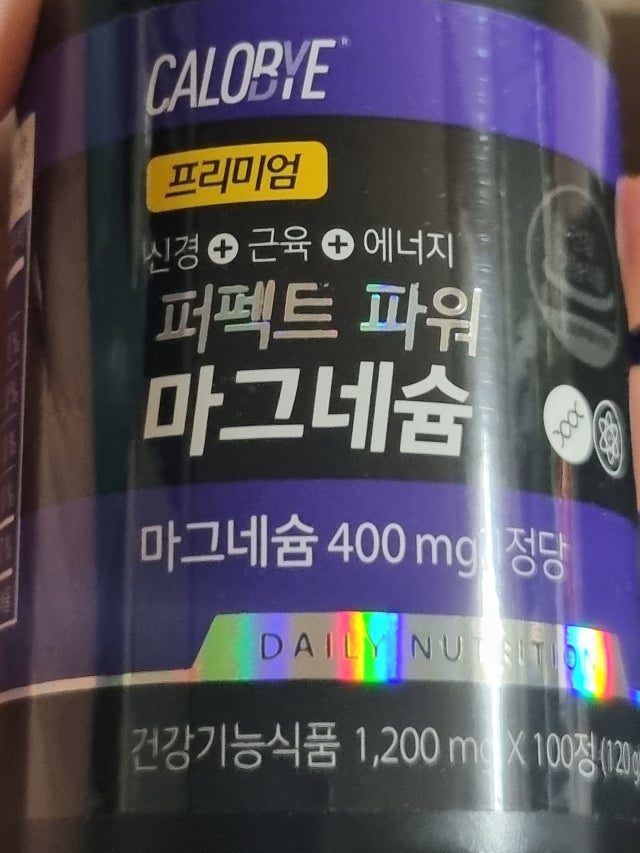 CALOBYE
프리미엄
신경 + 근육 + 에너지
퍼펙트 파워
마그네슘
마그네슘 400 mg 정당
DAILY NUTRITION
건강기능식품 1,200 mg X 100정 (120 g